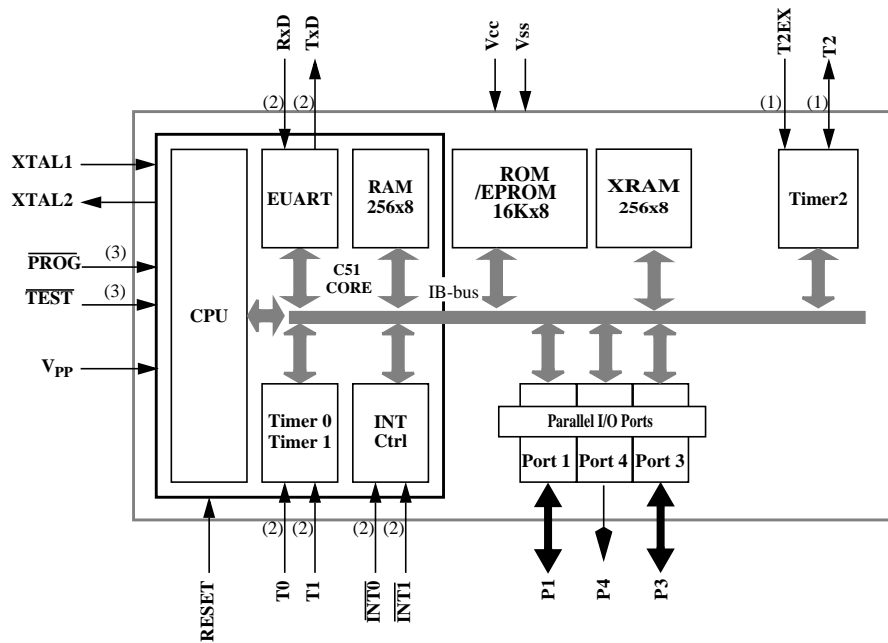 RxD
TxD
Vcc
Vss
T2EX
T2
(2)
(2)
(1)
(1)
XTAL1
XTAL2
PROG
(3)
TEST
(3)
VPP
CPU
EUART
RAM
256x8
ROM
/EPROM
16Kx8
XRAM
256x8
Timer2
C51
CORE
IB-bus
Timer 0
Timer 1
INT
Ctrl
Parallel I/O Ports
Port 1
Port 4
Port 3
(2)
(2)
(2)
(2)
RESET
T0
T1
INT0
INT1
P1
P4
P3